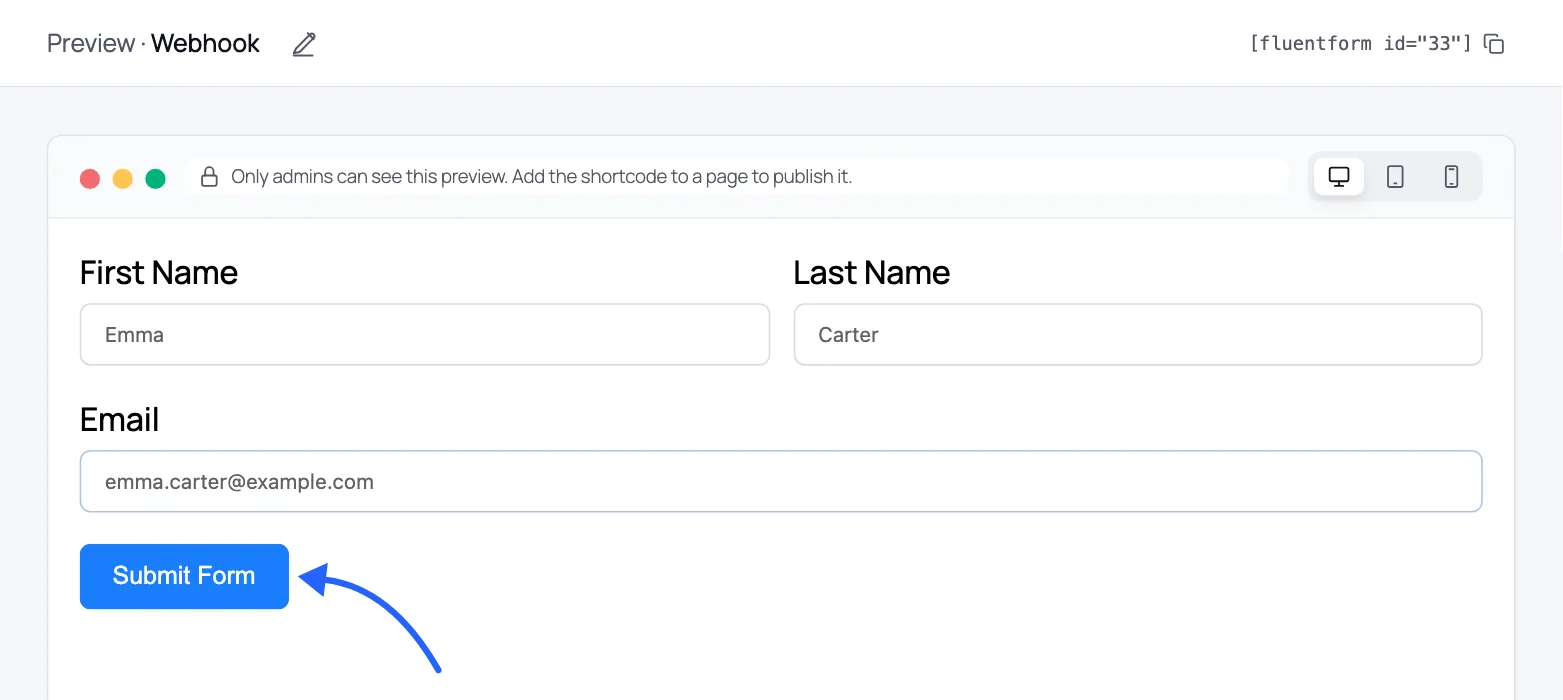 Preview · Webhook
[fluentform id="33"]
Only admins can see this preview. Add the shortcode to a page to publish it.
First Name
Last Name
Emma
Carter
Email
emma.carter@example.com
Submit Form